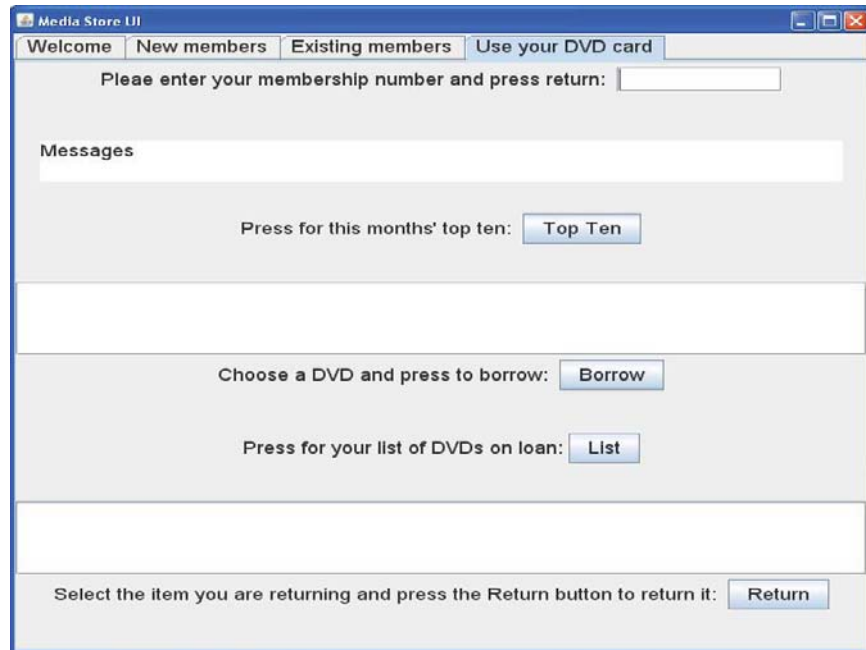 Media Store UI
Welcome New members Existing members Use your DVD card
Pleae enter your membership number and press return:
Messages
Press for this months' top ten: Top Ten
Choose a DVD and press to borrow: Borrow
Press for your list of DVDs on loan: List
Select the item you are returning and press the Return button to return it: Return